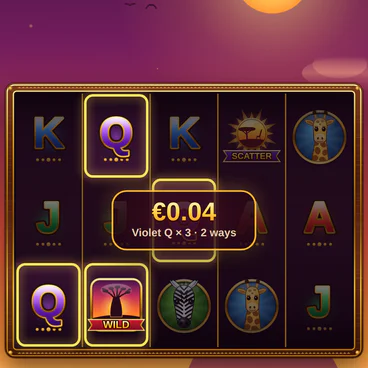 K Q K SCATTER
€0.04
Violet Q × 3 · 2 ways
J J A A
Q WILD J